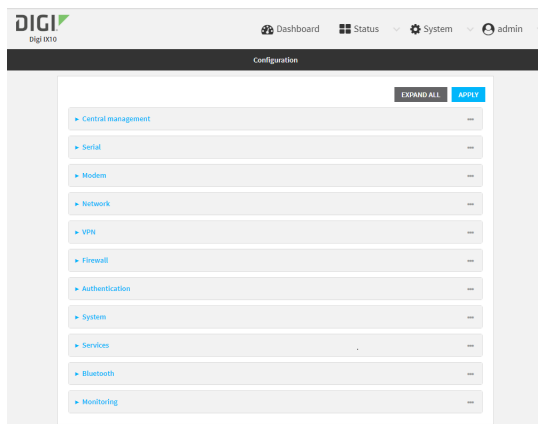 DIGI
Digi IX10
Dashboard Status System admin
Configuration
EXPAND ALL APPLY
Central management
Serial
Modem
Network
VPN
Firewall
Authentication
System
Services
Bluetooth
Monitoring